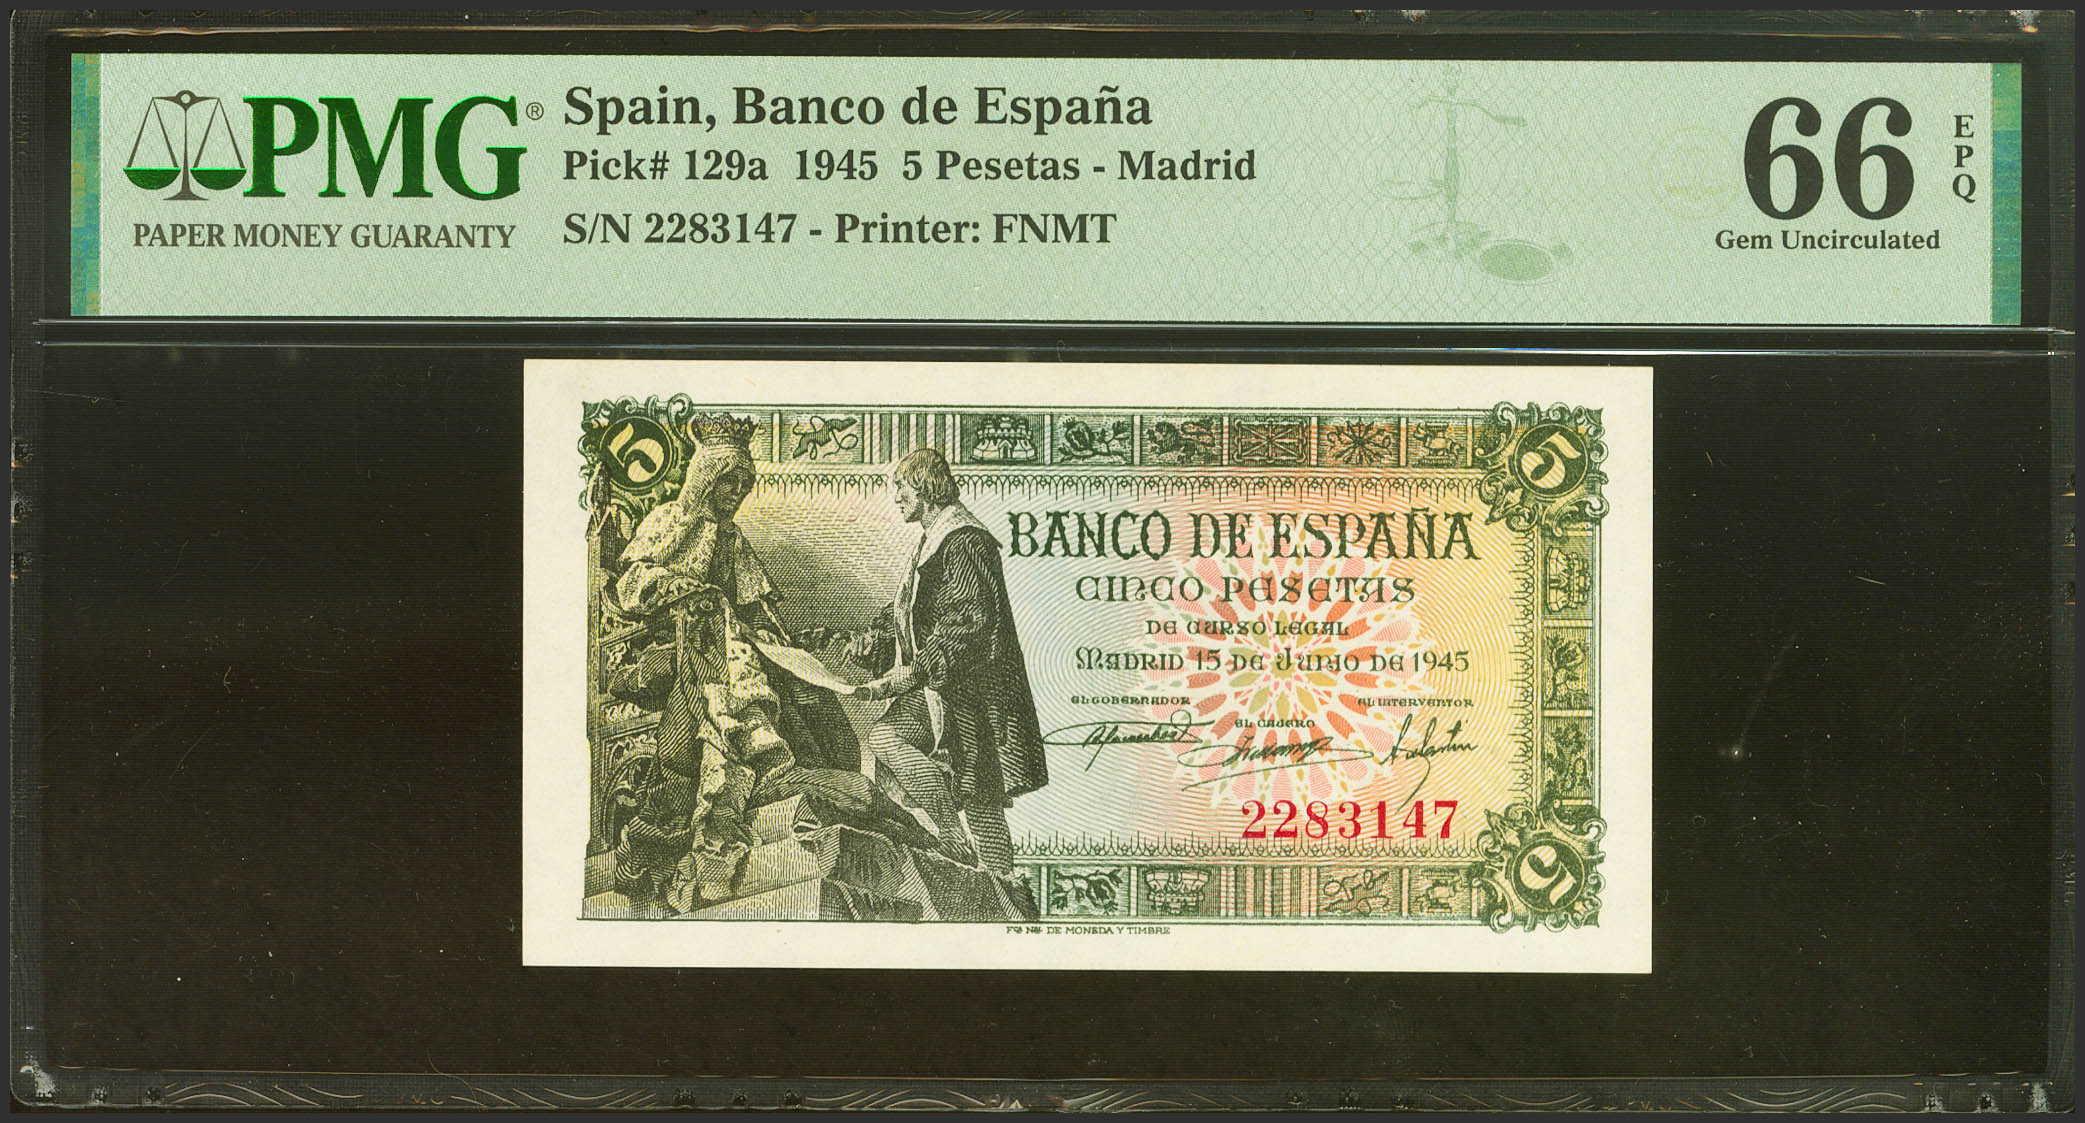 PMG®
PAPER MONEY GUARANTY
Spain, Banco de España
Pick# 129a 1945 5 Pesetas - Madrid
S/N 2283147 - Printer: FNMT
66
EPQ
Gem Uncirculated
5
5
BANCO DE ESPAÑA
CINCO PESETAS
DE CURSO LEGAL
MADRID 15 DE JUNIO DE 1945
EL GOBERNADOR
EL INTERVENTOR
EL CAJERO
2283147
5
DE MONEDA Y TIMBRE